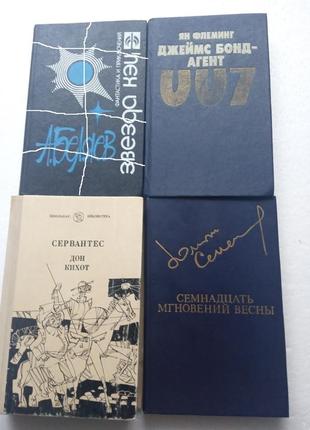 ФАНТАСТИКА И ПРИКЛЮЧЕНИЯ
А.Беляев
Звезда КЭЦ
ЯН ФЛЕМИНГ
ДЖЕЙМС БОНД-
АГЕНТ
007
ШКОЛЬНАЯ БИБЛИОТЕКА
СЕРВАНТЕС
ДОН
КИХОТ
Юлиан
Семенов
СЕМНАДЦАТЬ
МГНОВЕНИЙ ВЕСНЫ